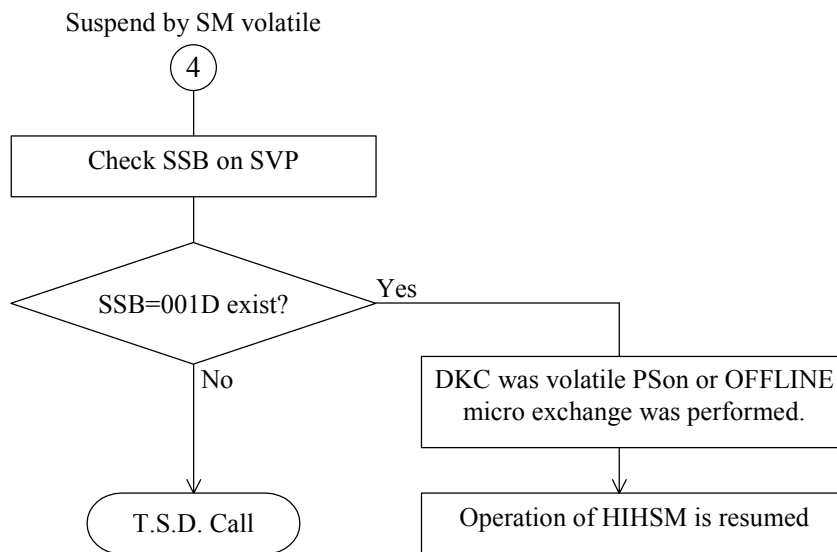 Suspend by SM volatile
4
Check SSB on SVP
SSB=001D exist?
Yes
No
DKC was volatile PSon or OFFLINE
micro exchange was performed.
T.S.D. Call
Operation of HIHSM is resumed